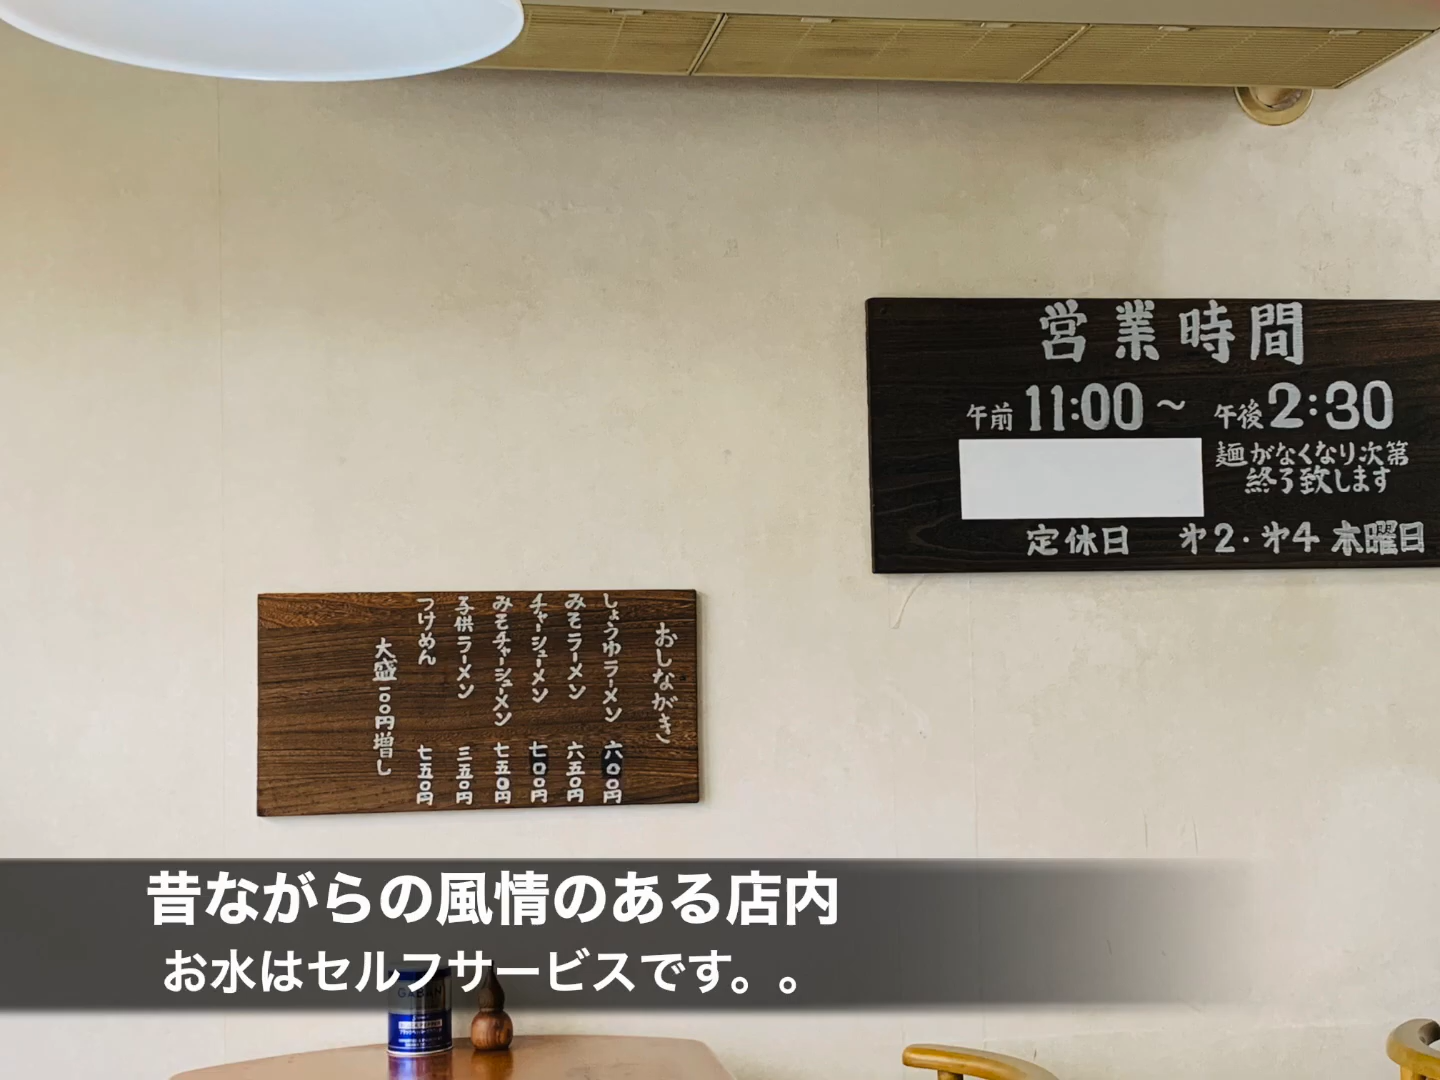 営業時間
午前 11:00 〜 午後 2:30
麺がなくなり次第
終了致します
定休日 㐧2・㐧4 木曜日
おしながき
しょうゆラーメン 六〇〇円
みそラーメン 六五〇円
チャーシューメン 七〇〇円
みそチャーシューメン 七五〇円
子供ラーメン 三五〇円
つけめん 七五〇円
大盛一〇〇円増し
昔ながらの風情のある店内
お水はセルフサービスです。。
GABAN